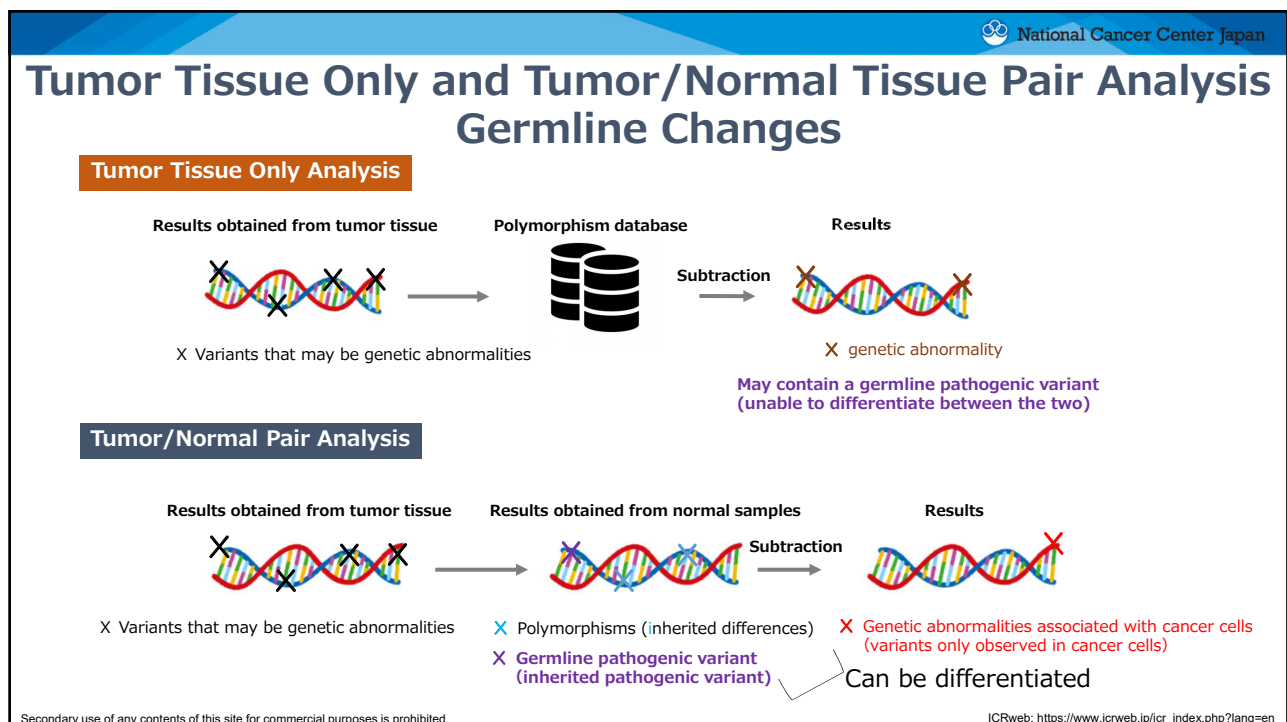 National Cancer Center Japan
Tumor Tissue Only and Tumor/Normal Tissue Pair Analysis
Germline Changes
Tumor Tissue Only Analysis
Results obtained from tumor tissue
Polymorphism database
Results
Subtraction
X Variants that may be genetic abnormalities
X genetic abnormality
May contain a germline pathogenic variant
(unable to differentiate between the two)
Tumor/Normal Pair Analysis
Results obtained from tumor tissue
Results obtained from normal samples
Results
Subtraction
X Variants that may be genetic abnormalities
X Polymorphisms (inherited differences)
X Germline pathogenic variant
(inherited pathogenic variant)
X Genetic abnormalities associated with cancer cells
(variants only observed in cancer cells)
Can be differentiated
Secondary use of any contents of this site for commercial purposes is prohibited.
ICRweb: https://www.icrweb.jp/icr_index.php?lang=en